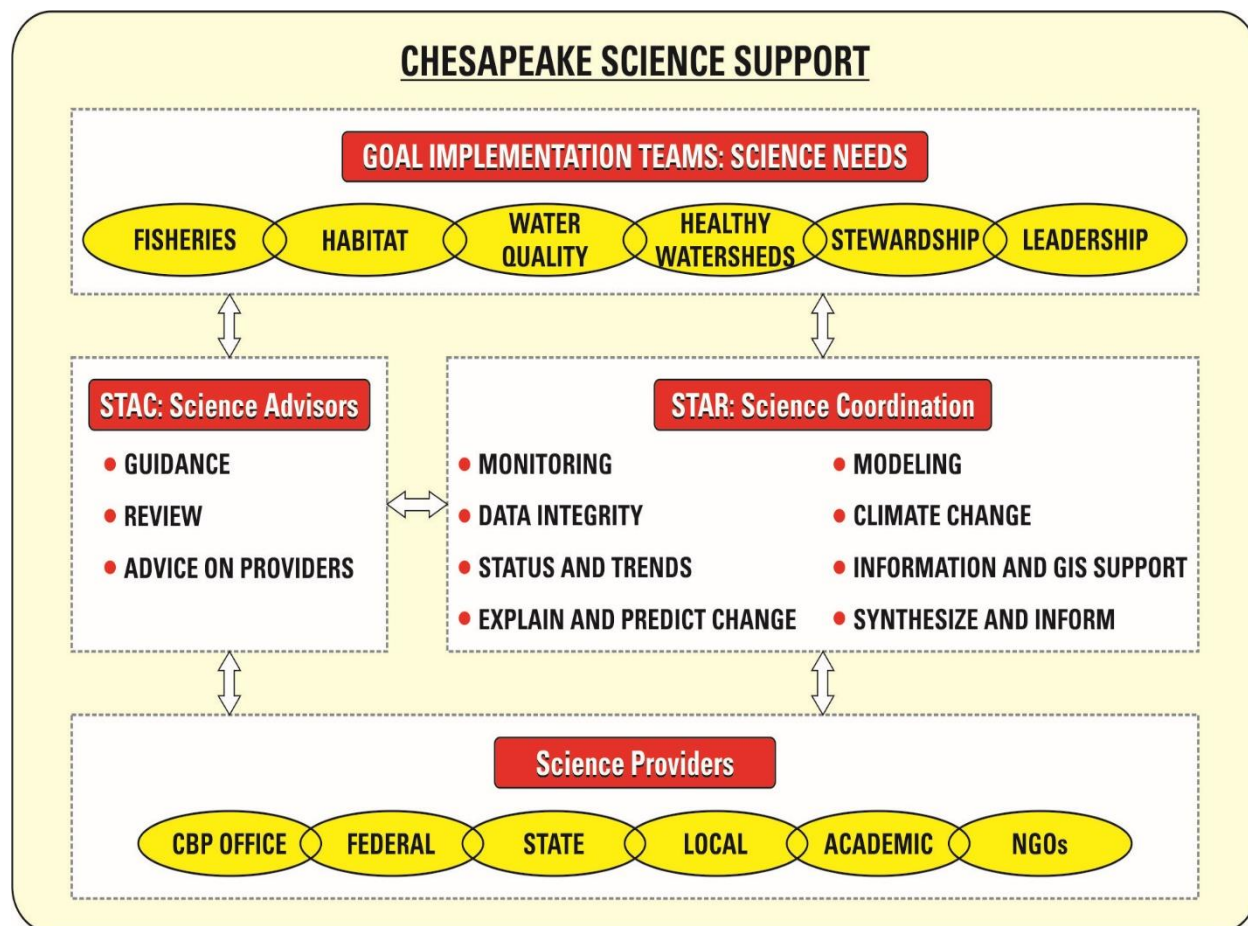 CHESAPEAKE SCIENCE SUPPORT
GOAL IMPLEMENTATION TEAMS: SCIENCE NEEDS
FISHERIES
HABITAT
WATER
QUALITY
HEALTHY
WATERSHEDS
STEWARDSHIP
LEADERSHIP
STAC: Science Advisors
• GUIDANCE
• REVIEW
• ADVICE ON PROVIDERS
STAR: Science Coordination
• MONITORING
• DATA INTEGRITY
• STATUS AND TRENDS
• EXPLAIN AND PREDICT CHANGE
• MODELING
• CLIMATE CHANGE
• INFORMATION AND GIS SUPPORT
• SYNTHESIZE AND INFORM
Science Providers
CBP OFFICE
FEDERAL
STATE
LOCAL
ACADEMIC
NGOs